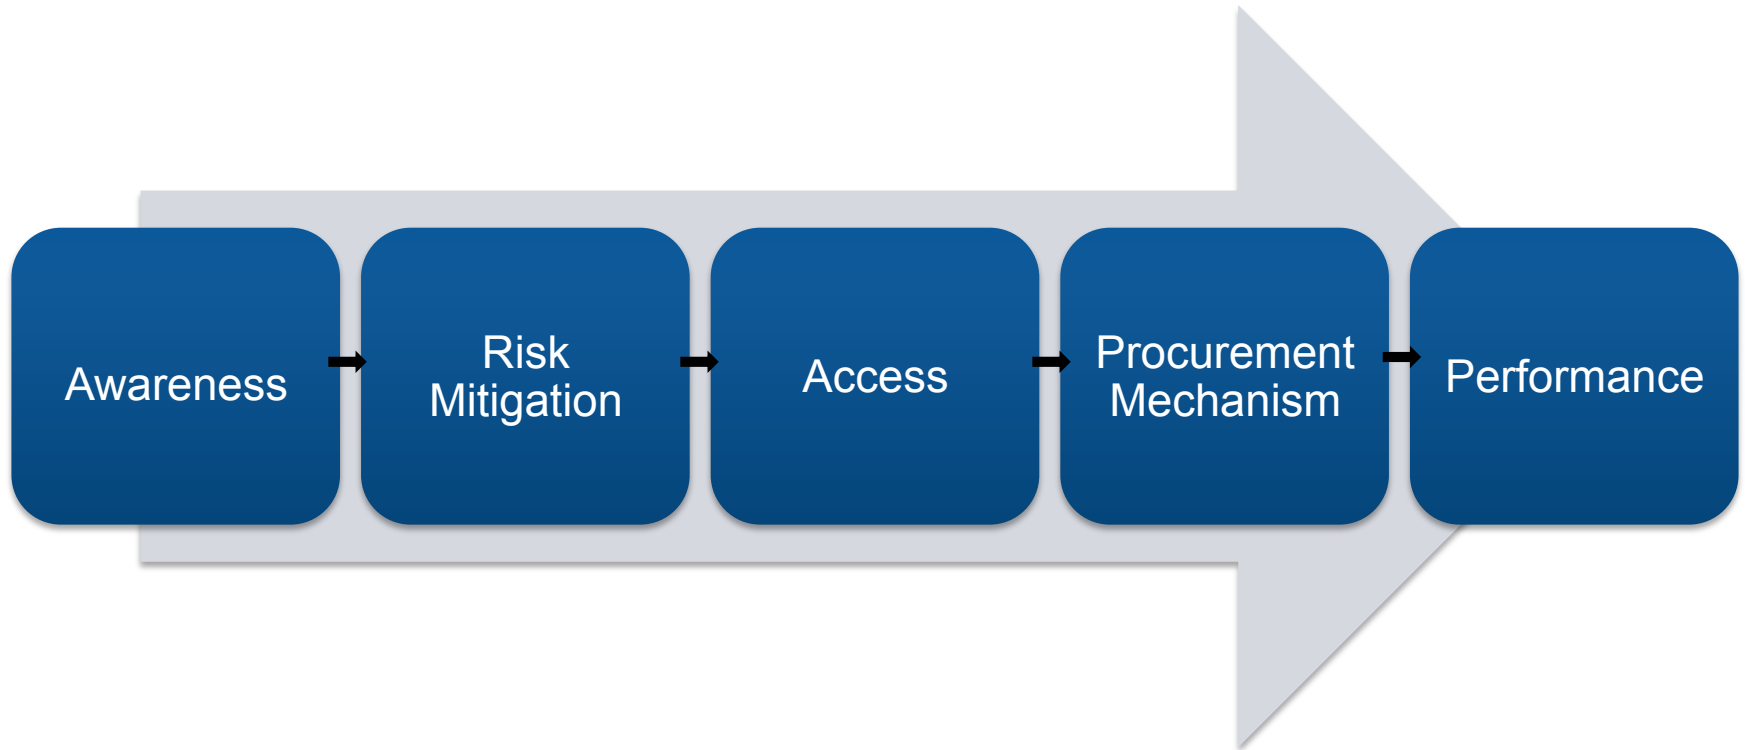 Awareness
Risk
Mitigation
Access
Procurement
Mechanism
Performance